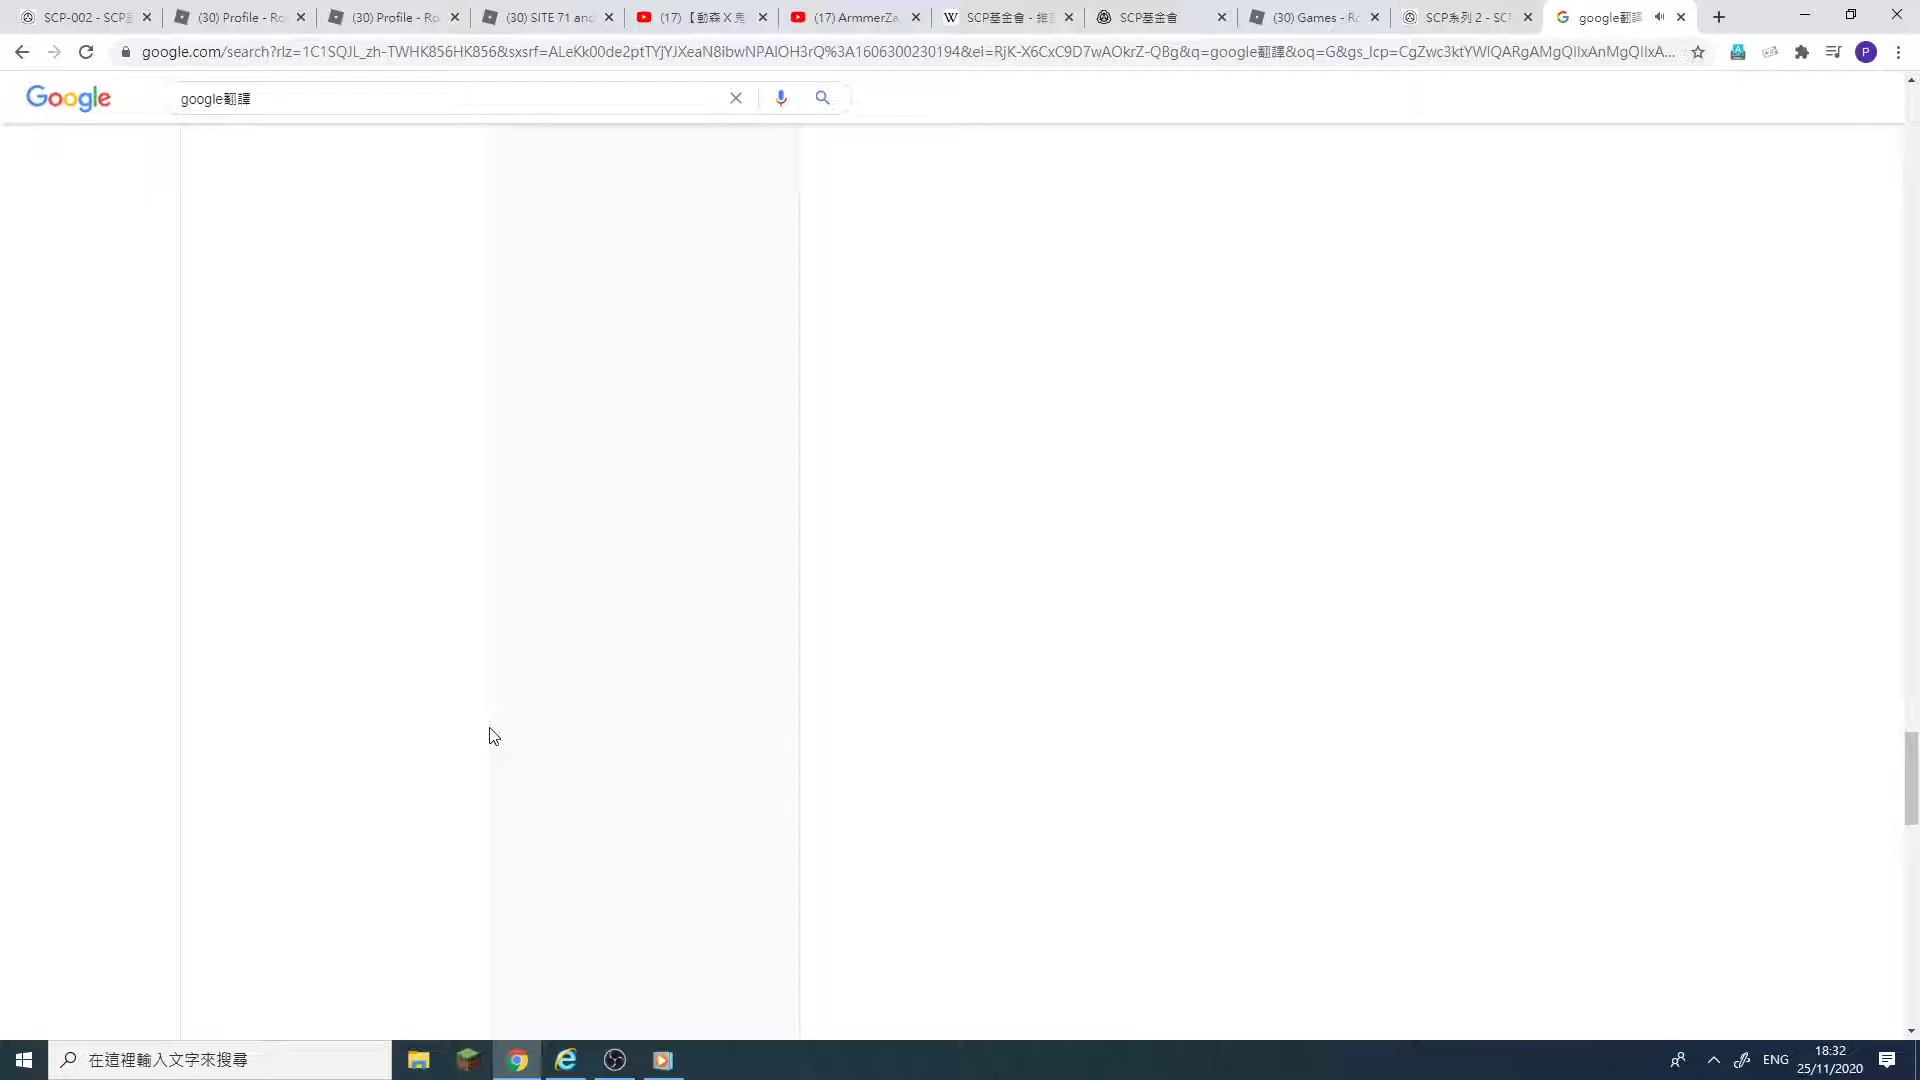 SCP-002 - SCP
(30) Profile - Ro
(30) Profile - Ro
(30) SITE 71 and
(17) 【動森Ⅹ鬼
(17) ArmmerZa
SCP基金會 - 維
SCP基金會
(30) Games - Ro
SCP系列 2 - SC
google翻譯
google.com/search?rlz=1C1SQJL_zh-TWHK856HK856&sxsrf=ALeKk00de2ptTYjYJXeaN8ibwNPAlOH3rQ%3A1606300230194&ei=RjK-X6CxC9D7wAOkrZ-QBg&q=google翻譯&oq=G&gs_lcp=CgZwc3ktYWIQARgAMgQIIxAnMgQIIxA...
P
Google
google翻譯
在這裡輸入文字來搜尋
ENG
18:32
25/11/2020